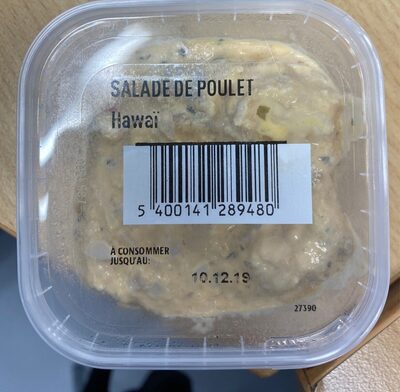 SALADE DE POULET
Hawaï
5 400141 289480
À CONSOMMER
JUSQU'AU:
10.12.19
27390